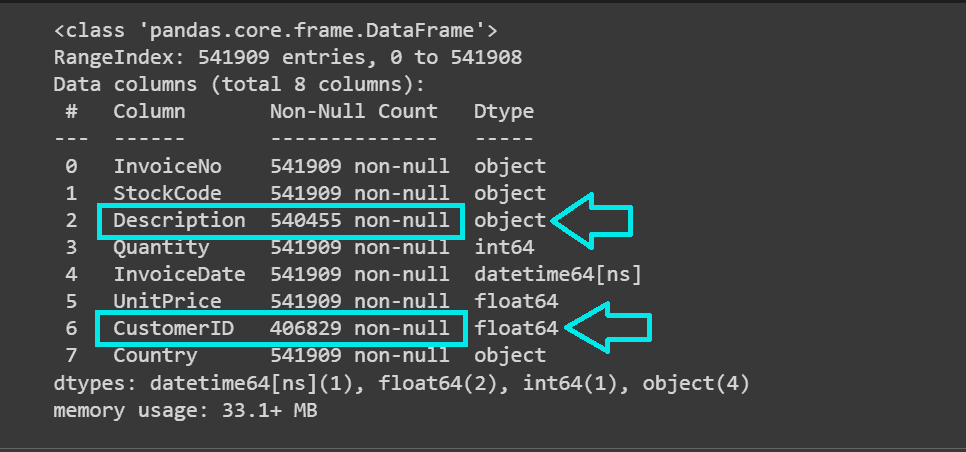 <class 'pandas.core.frame.DataFrame'>
RangeIndex: 541909 entries, 0 to 541908
Data columns (total 8 columns):
 #   Column       Non-Null Count   Dtype
---  ------       --------------   -----
 0   InvoiceNo    541909 non-null  object
 1   StockCode    541909 non-null  object
 2   Description  540455 non-null  object
 3   Quantity     541909 non-null  int64
 4   InvoiceDate  541909 non-null  datetime64[ns]
 5   UnitPrice    541909 non-null  float64
 6   CustomerID   406829 non-null  float64
 7   Country      541909 non-null  object
dtypes: datetime64[ns](1), float64(2), int64(1), object(4)
memory usage: 33.1+ MB